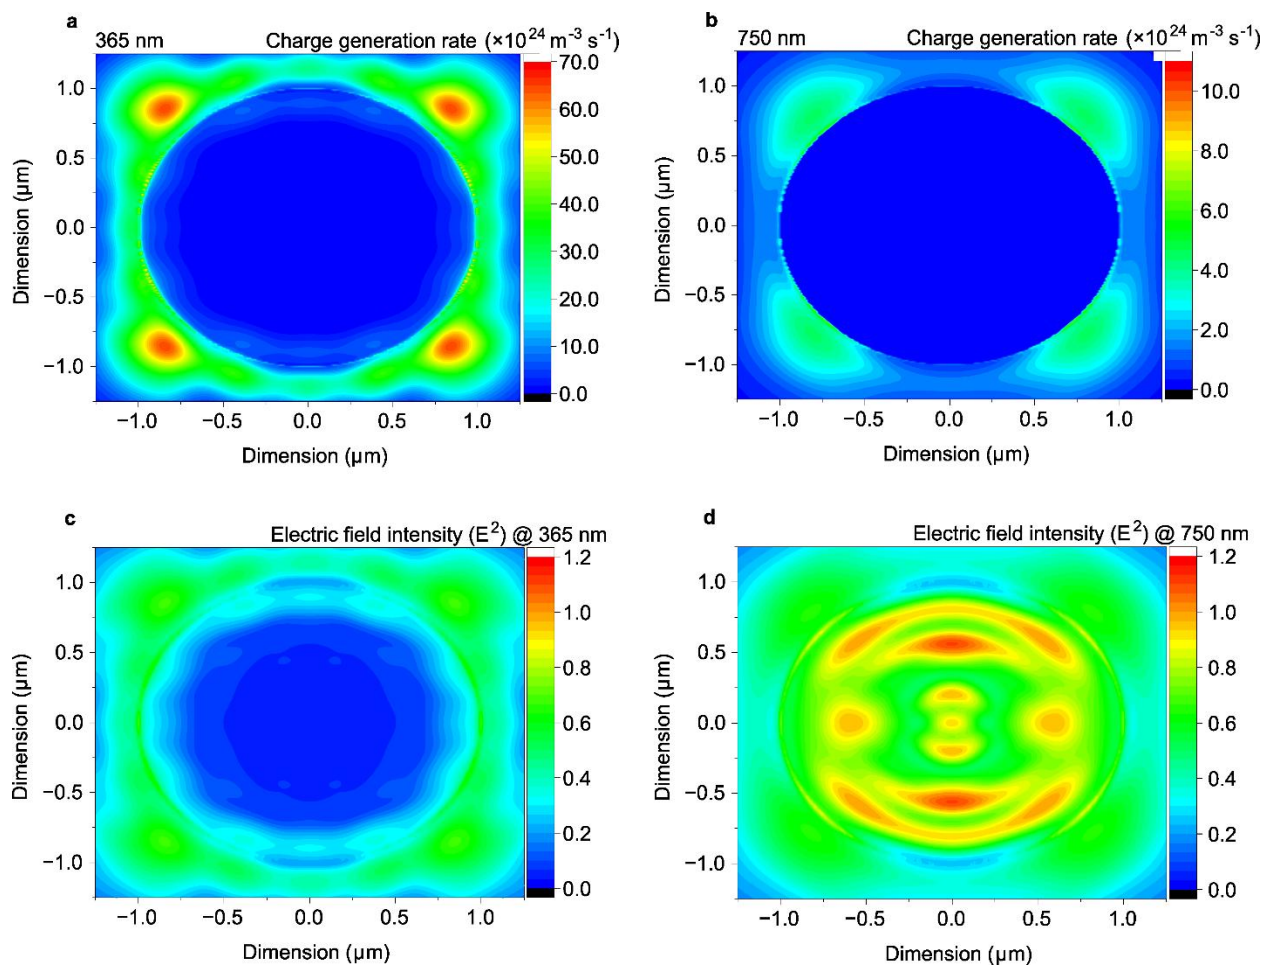 a
365 nm Charge generation rate (×10²⁴ m⁻³ s⁻¹)
1.0
0.5
0.0
−0.5
−1.0
Dimension (µm)
−1.0 −0.5 0.0 0.5 1.0
Dimension (µm)
70.0
60.0
50.0
40.0
30.0
20.0
10.0
0.0
b
750 nm Charge generation rate (×10²⁴ m⁻³ s⁻¹)
1.0
0.5
0.0
−0.5
−1.0
Dimension (µm)
−1.0 −0.5 0.0 0.5 1.0
Dimension (µm)
10.0
8.0
6.0
4.0
2.0
0.0
c
Electric field intensity (E²) @ 365 nm
1.0
0.5
0.0
−0.5
−1.0
Dimension (µm)
−1.0 −0.5 0.0 0.5 1.0
Dimension (µm)
1.2
1.0
0.8
0.6
0.4
0.2
0.0
d
Electric field intensity (E²) @ 750 nm
1.0
0.5
0.0
−0.5
−1.0
Dimension (µm)
−1.0 −0.5 0.0 0.5 1.0
Dimension (µm)
1.2
1.0
0.8
0.6
0.4
0.2
0.0